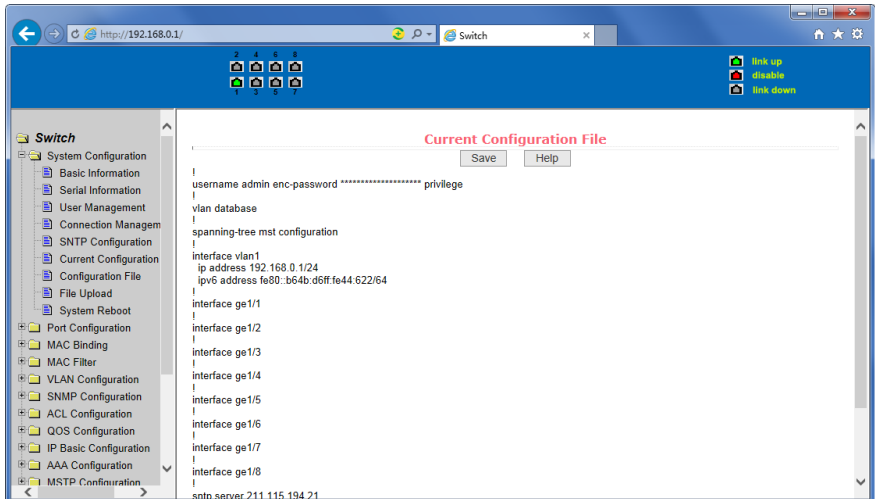 http://192.168.0.1/
Switch
2 4 6 8
1 3 5 7
link up
disable
link down
Switch
System Configuration
Basic Information
Serial Information
User Management
Connection Managem
SNTP Configuration
Current Configuration
Configuration File
File Upload
System Reboot
Port Configuration
MAC Binding
MAC Filter
VLAN Configuration
SNMP Configuration
ACL Configuration
QOS Configuration
IP Basic Configuration
AAA Configuration
MSTP Configuration
Current Configuration File
Save Help
!
username admin enc-password ******************** privilege
!
vlan database
!
spanning-tree mst configuration
!
interface vlan1
ip address 192.168.0.1/24
ipv6 address fe80::b64b:d6ff:fe44:622/64
!
interface ge1/1
!
interface ge1/2
!
interface ge1/3
!
interface ge1/4
!
interface ge1/5
!
interface ge1/6
!
interface ge1/7
!
interface ge1/8
!
sntp server 211.115.194.21